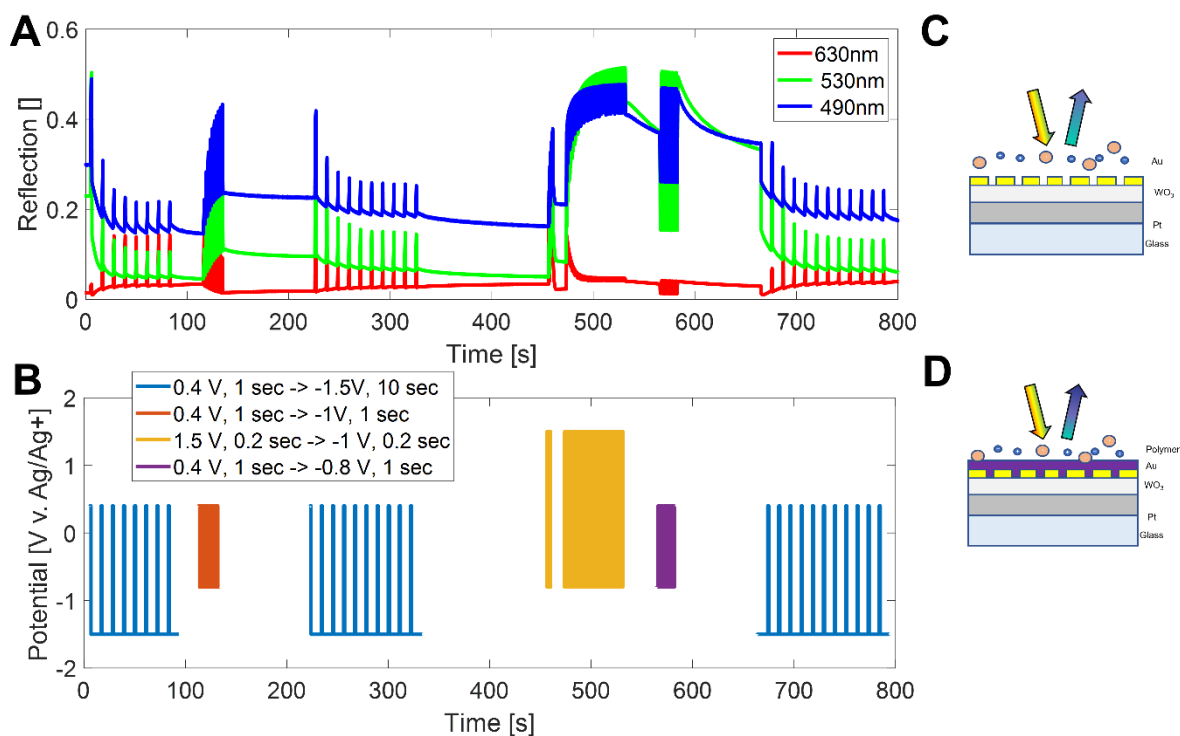 A
0.6
0.4
0.2
0
Reflection []
630nm
530nm
490nm
0 100 200 300 400 500 600 700 800
Time [s]
B
0.4 V, 1 sec -> -1.5V, 10 sec
0.4 V, 1 sec -> -1V, 1 sec
1.5 V, 0.2 sec -> -1 V, 0.2 sec
0.4 V, 1 sec -> -0.8 V, 1 sec
2
1
0
-1
-2
Potential [V v. Ag/Ag+]
0 100 200 300 400 500 600 700 800
Time [s]
C
Au
WO3
Pt
Glass
D
Polymer
Au
WO3
Pt
Glass